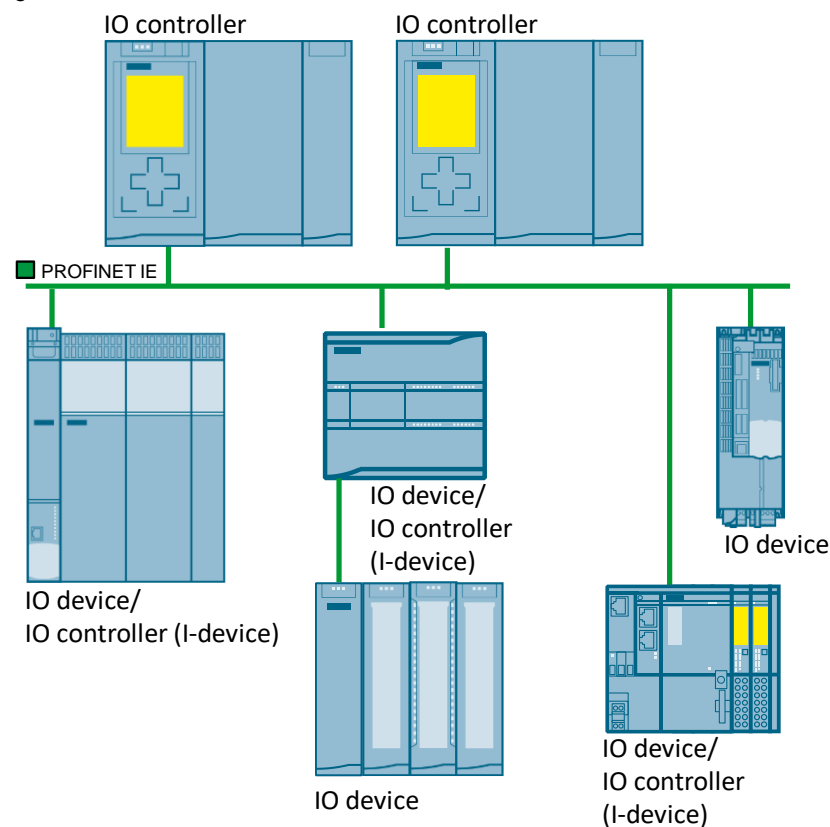 IO controller
IO controller
PROFINET IE
IO device/
IO controller
(I-device)
IO device
IO device/
IO controller (I-device)
IO device/
IO controller
(I-device)
IO device